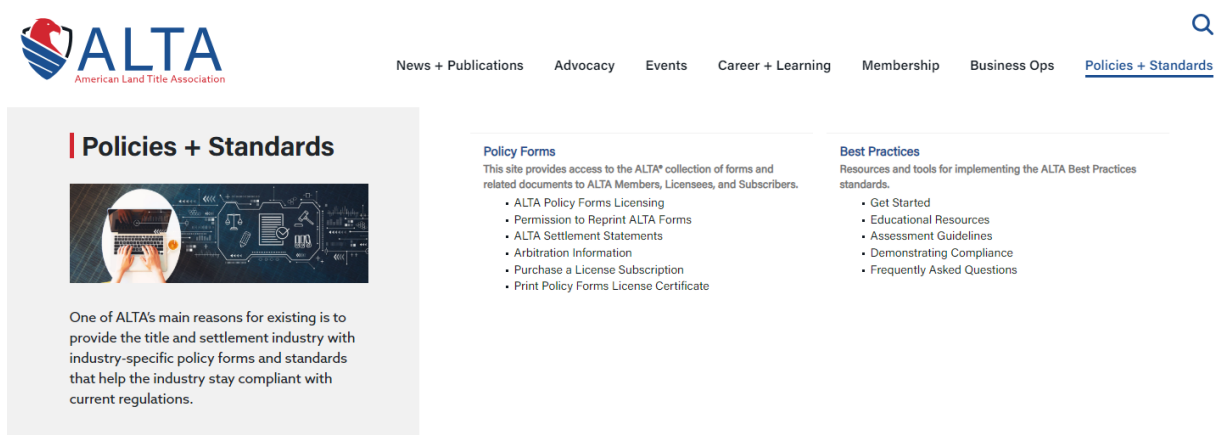 ALTA
American Land Title Association
News + Publications
Advocacy
Events
Career + Learning
Membership
Business Ops
Policies + Standards
Policies + Standards
One of ALTA's main reasons for existing is to
provide the title and settlement industry with
industry-specific policy forms and standards
that help the industry stay compliant with
current regulations.
Policy Forms
This site provides access to the ALTA® collection of forms and
related documents to ALTA Members, Licensees, and Subscribers.
▪ ALTA Policy Forms Licensing
▪ Permission to Reprint ALTA Forms
▪ ALTA Settlement Statements
▪ Arbitration Information
▪ Purchase a License Subscription
▪ Print Policy Forms License Certificate
Best Practices
Resources and tools for implementing the ALTA Best Practices
standards.
▪ Get Started
▪ Educational Resources
▪ Assessment Guidelines
▪ Demonstrating Compliance
▪ Frequently Asked Questions